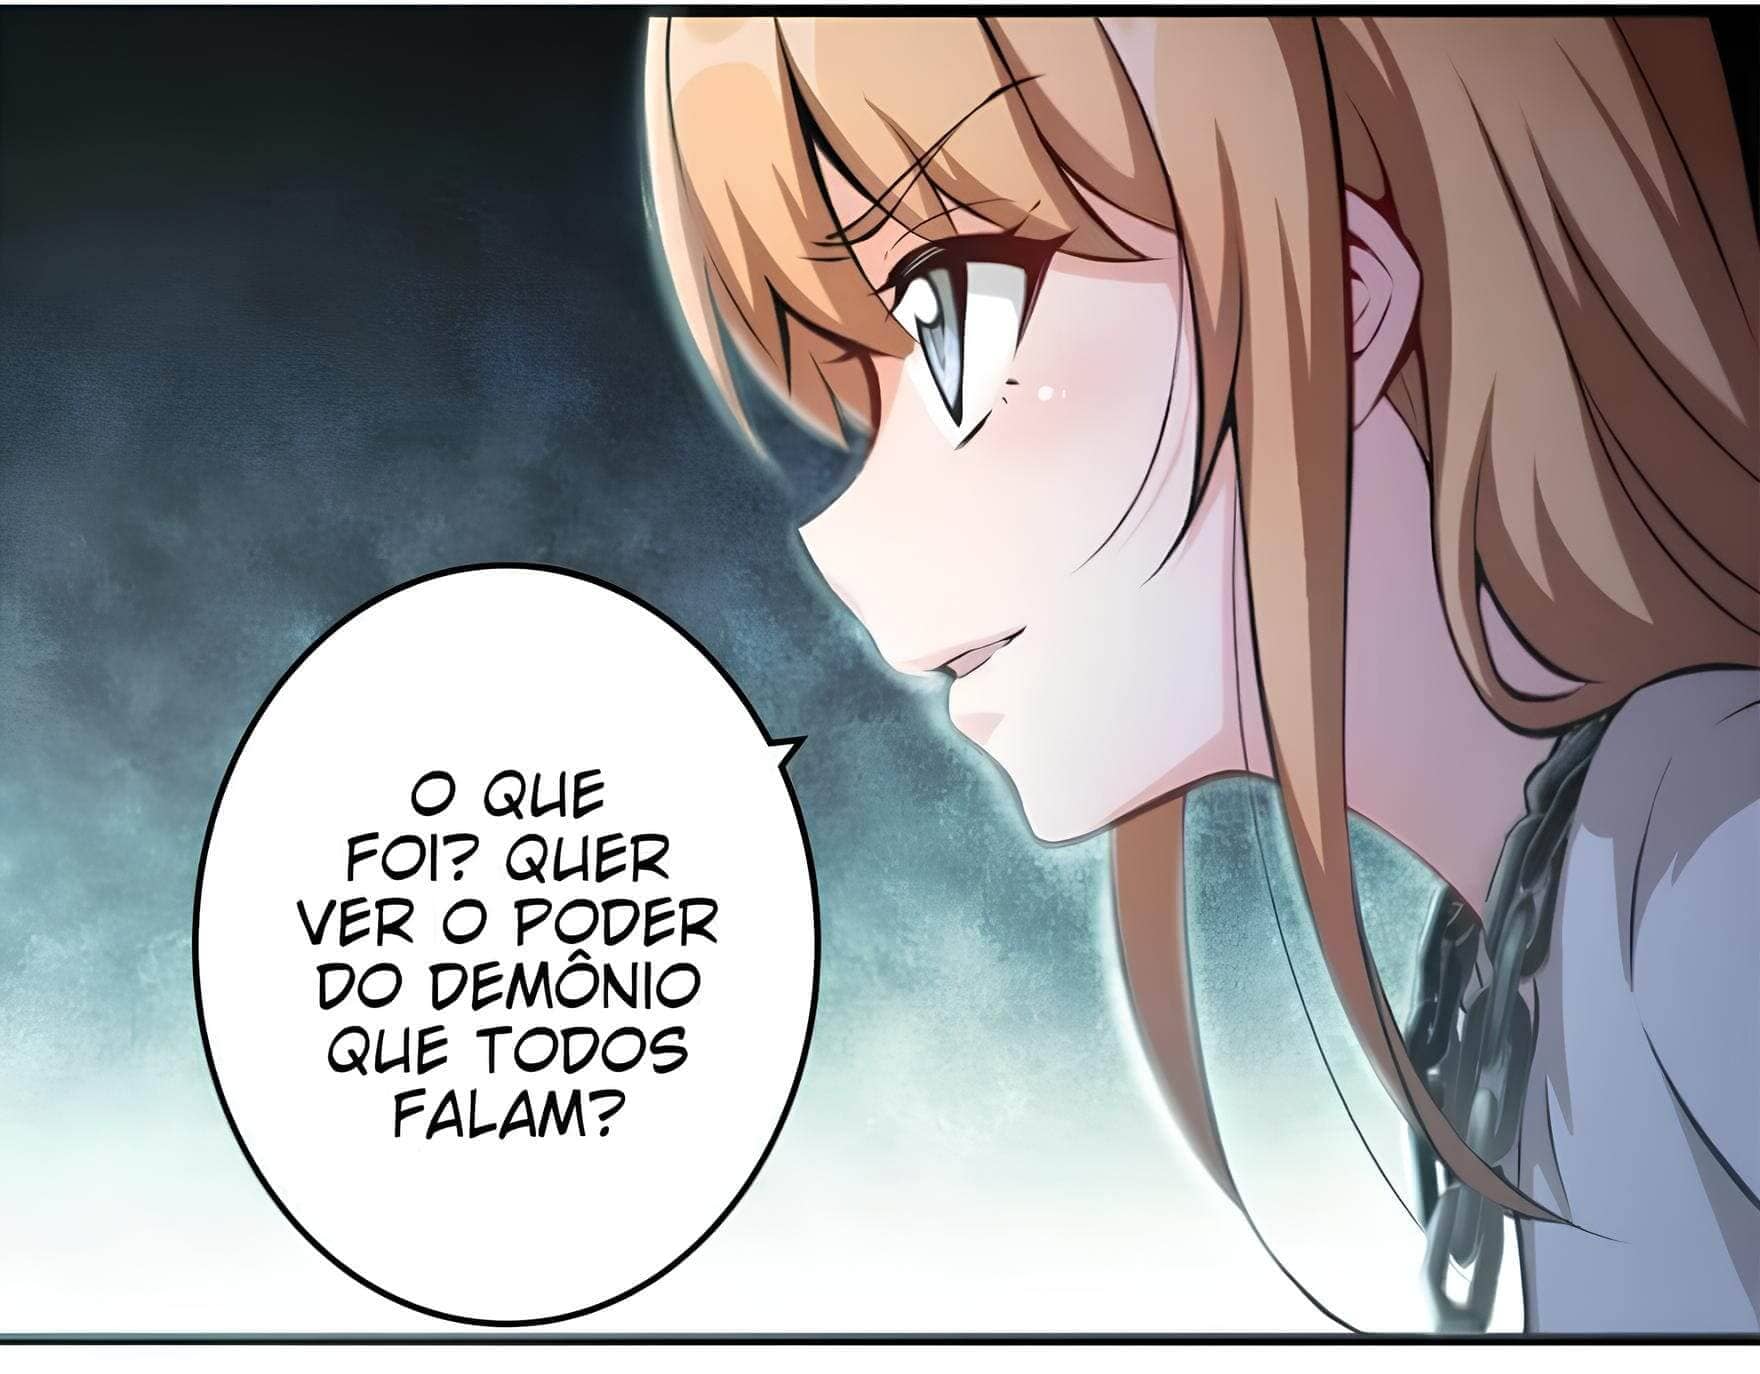 O QUE
FOI? QUER
VER O PODER
DO DEMÔNIO
QUE TODOS
FALAM?